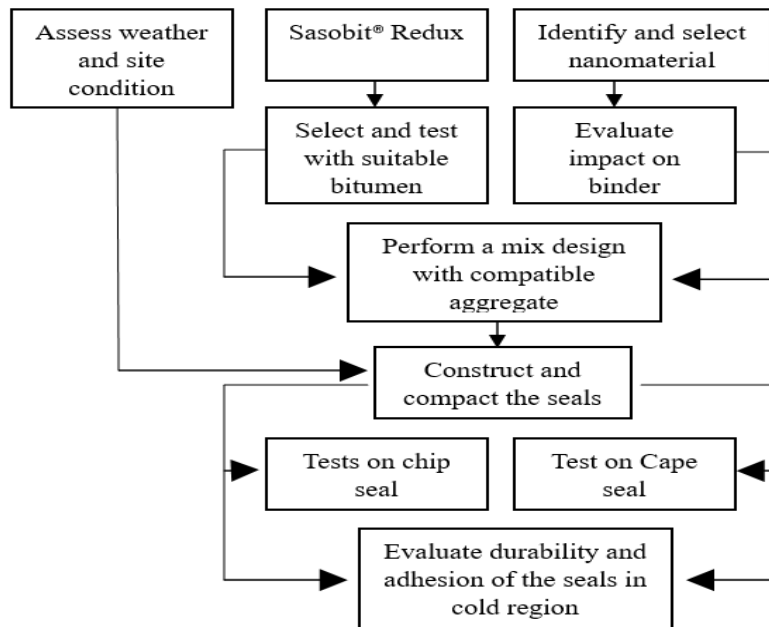 Assess weather
and site
condition
Sasobit® Redux
Identify and select
nanomaterial
Select and test
with suitable
bitumen
Evaluate
impact on
binder
Perform a mix design
with compatible
aggregate
Construct and
compact the seals
Tests on chip
seal
Test on Cape
seal
Evaluate durability and
adhesion of the seals in
cold region